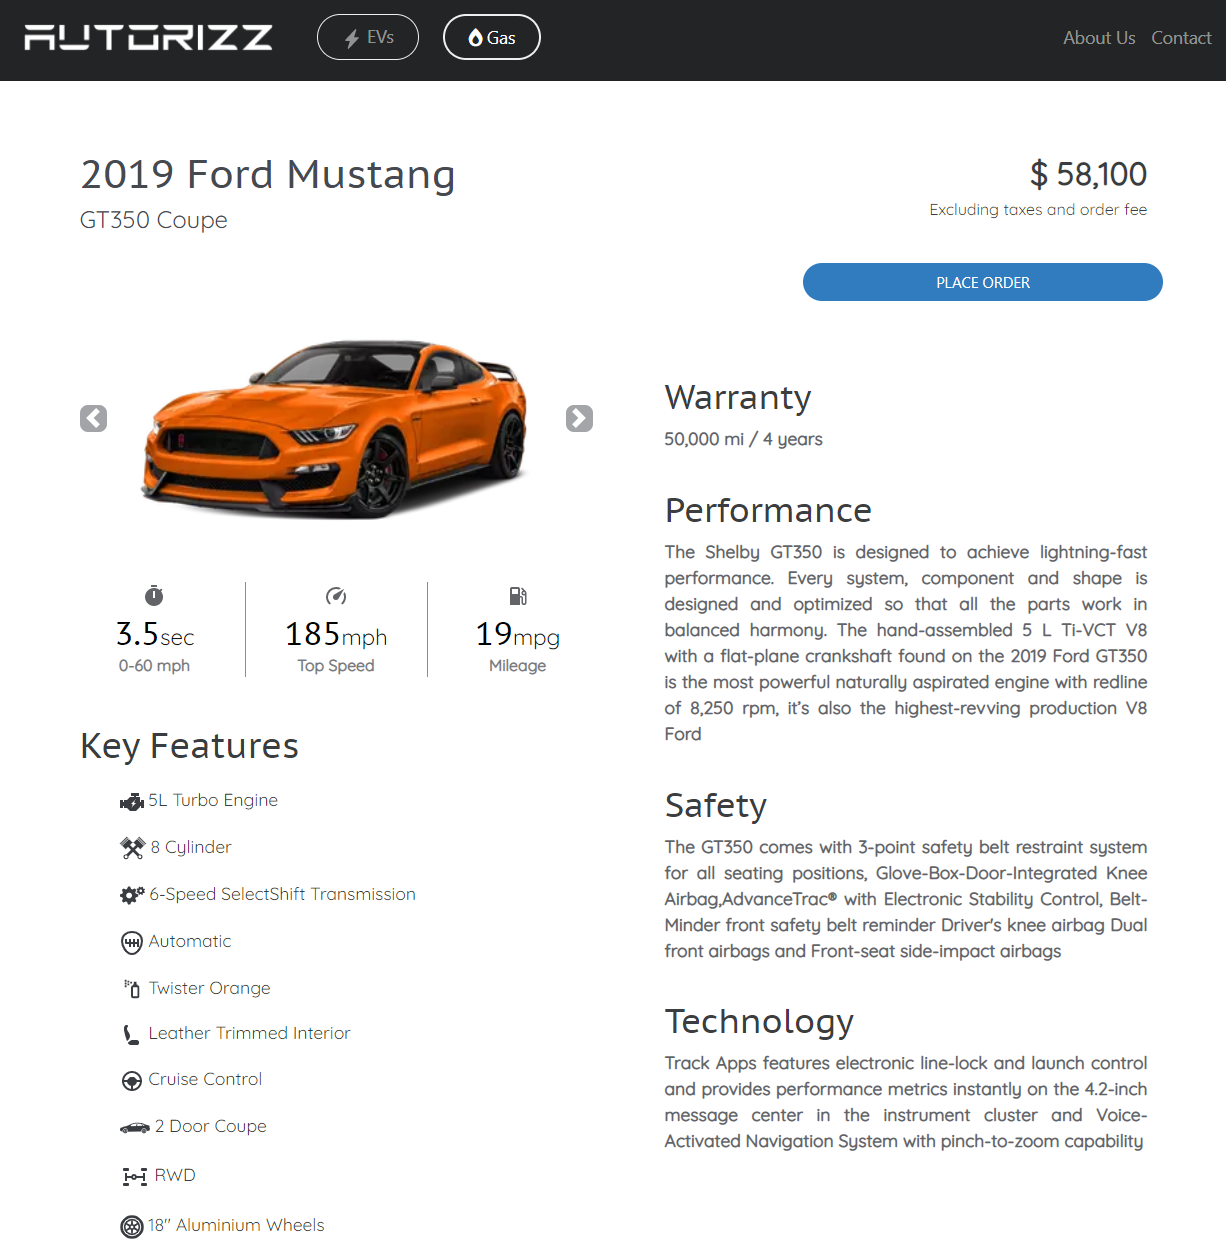 AUTORIZZ
EVs
Gas
About Us
Contact
2019 Ford Mustang
GT350 Coupe
$ 58,100
Excluding taxes and order fee
PLACE ORDER
3.5sec
0-60 mph
185mph
Top Speed
19mpg
Mileage
Key Features
5L Turbo Engine
8 Cylinder
6-Speed SelectShift Transmission
Automatic
Twister Orange
Leather Trimmed Interior
Cruise Control
2 Door Coupe
RWD
18" Aluminium Wheels
Warranty
50,000 mi / 4 years
Performance
The Shelby GT350 is designed to achieve lightning-fast
performance. Every system, component and shape is
designed and optimized so that all the parts work in
balanced harmony. The hand-assembled 5 L Ti-VCT V8
with a flat-plane crankshaft found on the 2019 Ford GT350
is the most powerful naturally aspirated engine with redline
of 8,250 rpm, it's also the highest-revving production V8
Ford
Safety
The GT350 comes with 3-point safety belt restraint system
for all seating positions, Glove-Box-Door-Integrated Knee
Airbag,AdvanceTrac® with Electronic Stability Control, Belt-
Minder front safety belt reminder Driver's knee airbag Dual
front airbags and Front-seat side-impact airbags
Technology
Track Apps features electronic line-lock and launch control
and provides performance metrics instantly on the 4.2-inch
message center in the instrument cluster and Voice-
Activated Navigation System with pinch-to-zoom capability